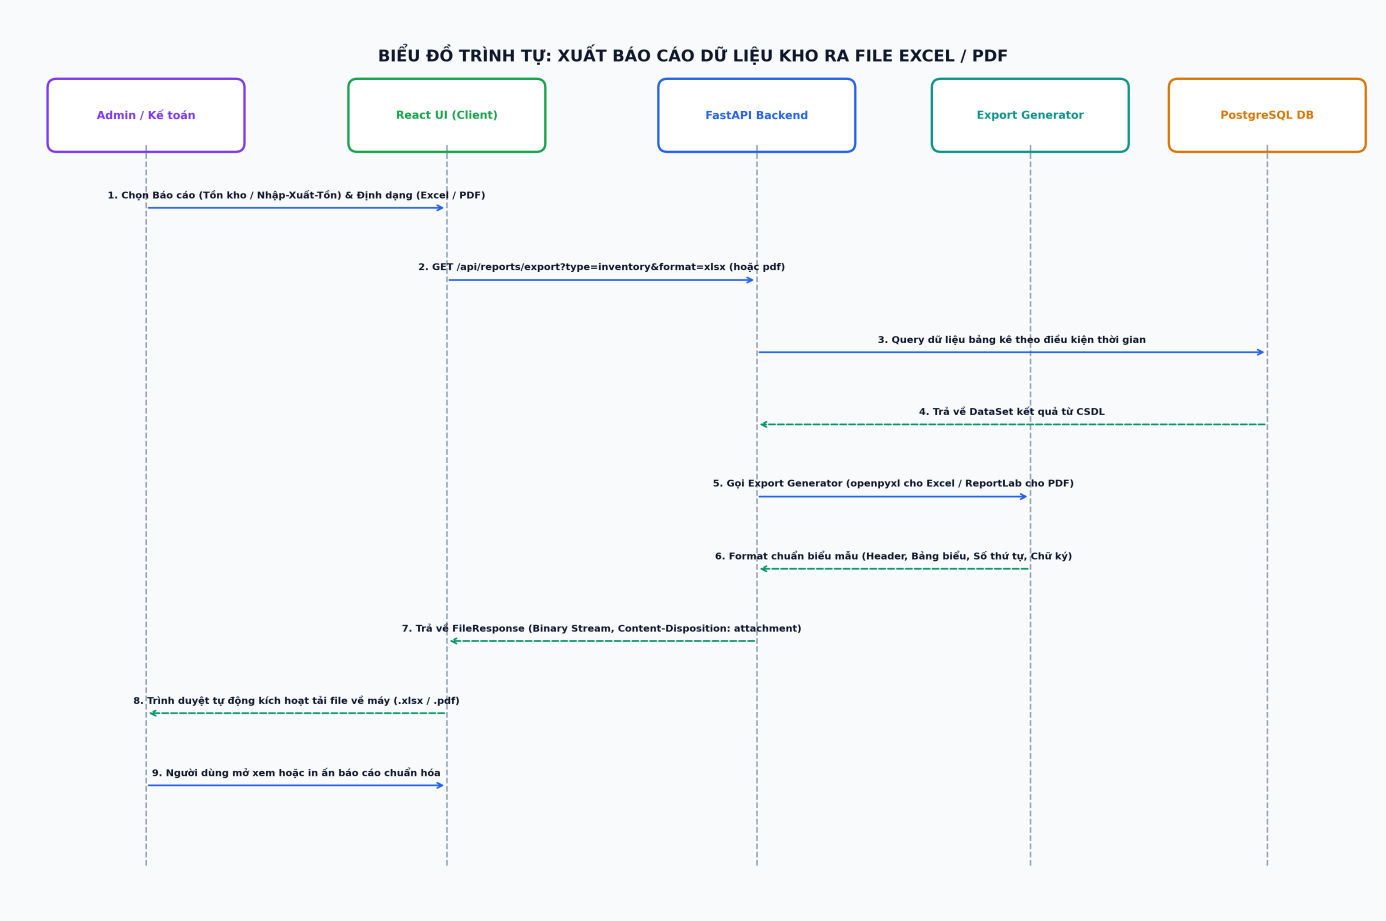 BIỂU ĐỒ TRÌNH TỰ: XUẤT BÁO CÁO DỮ LIỆU KHO RA FILE EXCEL / PDF
Admin / Kế toán
React UI (Client)
FastAPI Backend
Export Generator
PostgreSQL DB
1. Chọn Báo cáo (Tồn kho / Nhập-Xuất-Tồn) & Định dạng (Excel / PDF)
2. GET /api/reports/export?type=inventory&format=xlsx (hoặc pdf)
3. Query dữ liệu bảng kê theo điều kiện thời gian
4. Trả về DataSet kết quả từ CSDL
5. Gọi Export Generator (openpyxl cho Excel / ReportLab cho PDF)
6. Format chuẩn biểu mẫu (Header, Bảng biểu, Số thứ tự, Chữ ký)
7. Trả về FileResponse (Binary Stream, Content-Disposition: attachment)
8. Trình duyệt tự động kích hoạt tải file về máy (.xlsx / .pdf)
9. Người dùng mở xem hoặc in ấn báo cáo chuẩn hóa